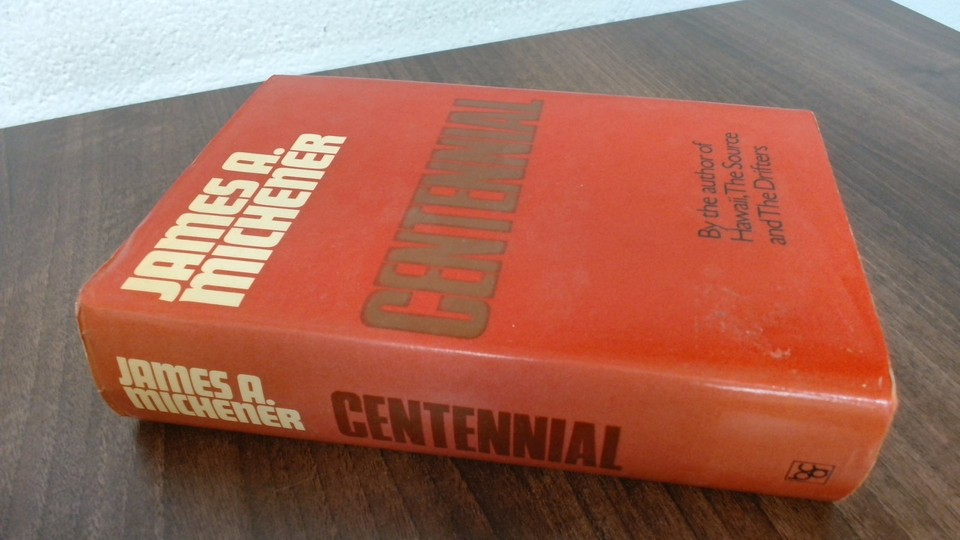 JAMES A.
MICHENER
CENTENNIAL
By the author of
Hawaii, The Source
and The Drifters
JAMES A.
MICHENER
CENTENNIAL